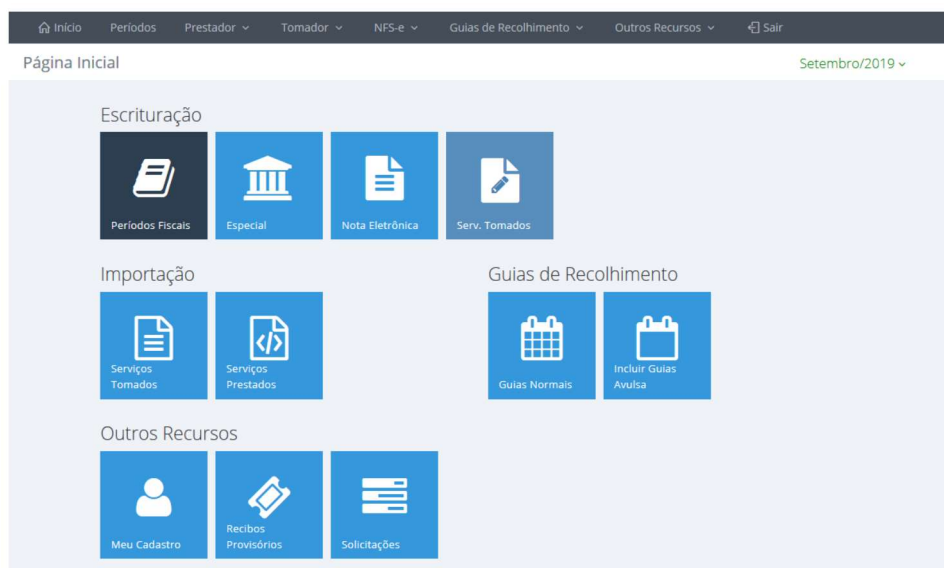 Início Períodos Prestador Tomador NFS-e Guias de Recolhimento Outros Recursos Sair
Página Inicial
Setembro/2019
Escrituração
Períodos Fiscais
Especial
Nota Eletrônica
Serv. Tomados
Importação
Serviços
Tomados
Serviços
Prestados
Guias de Recolhimento
Guias Normais
Incluir Guias
Avulsa
Outros Recursos
Meu Cadastro
Recibos
Provisórios
Solicitações